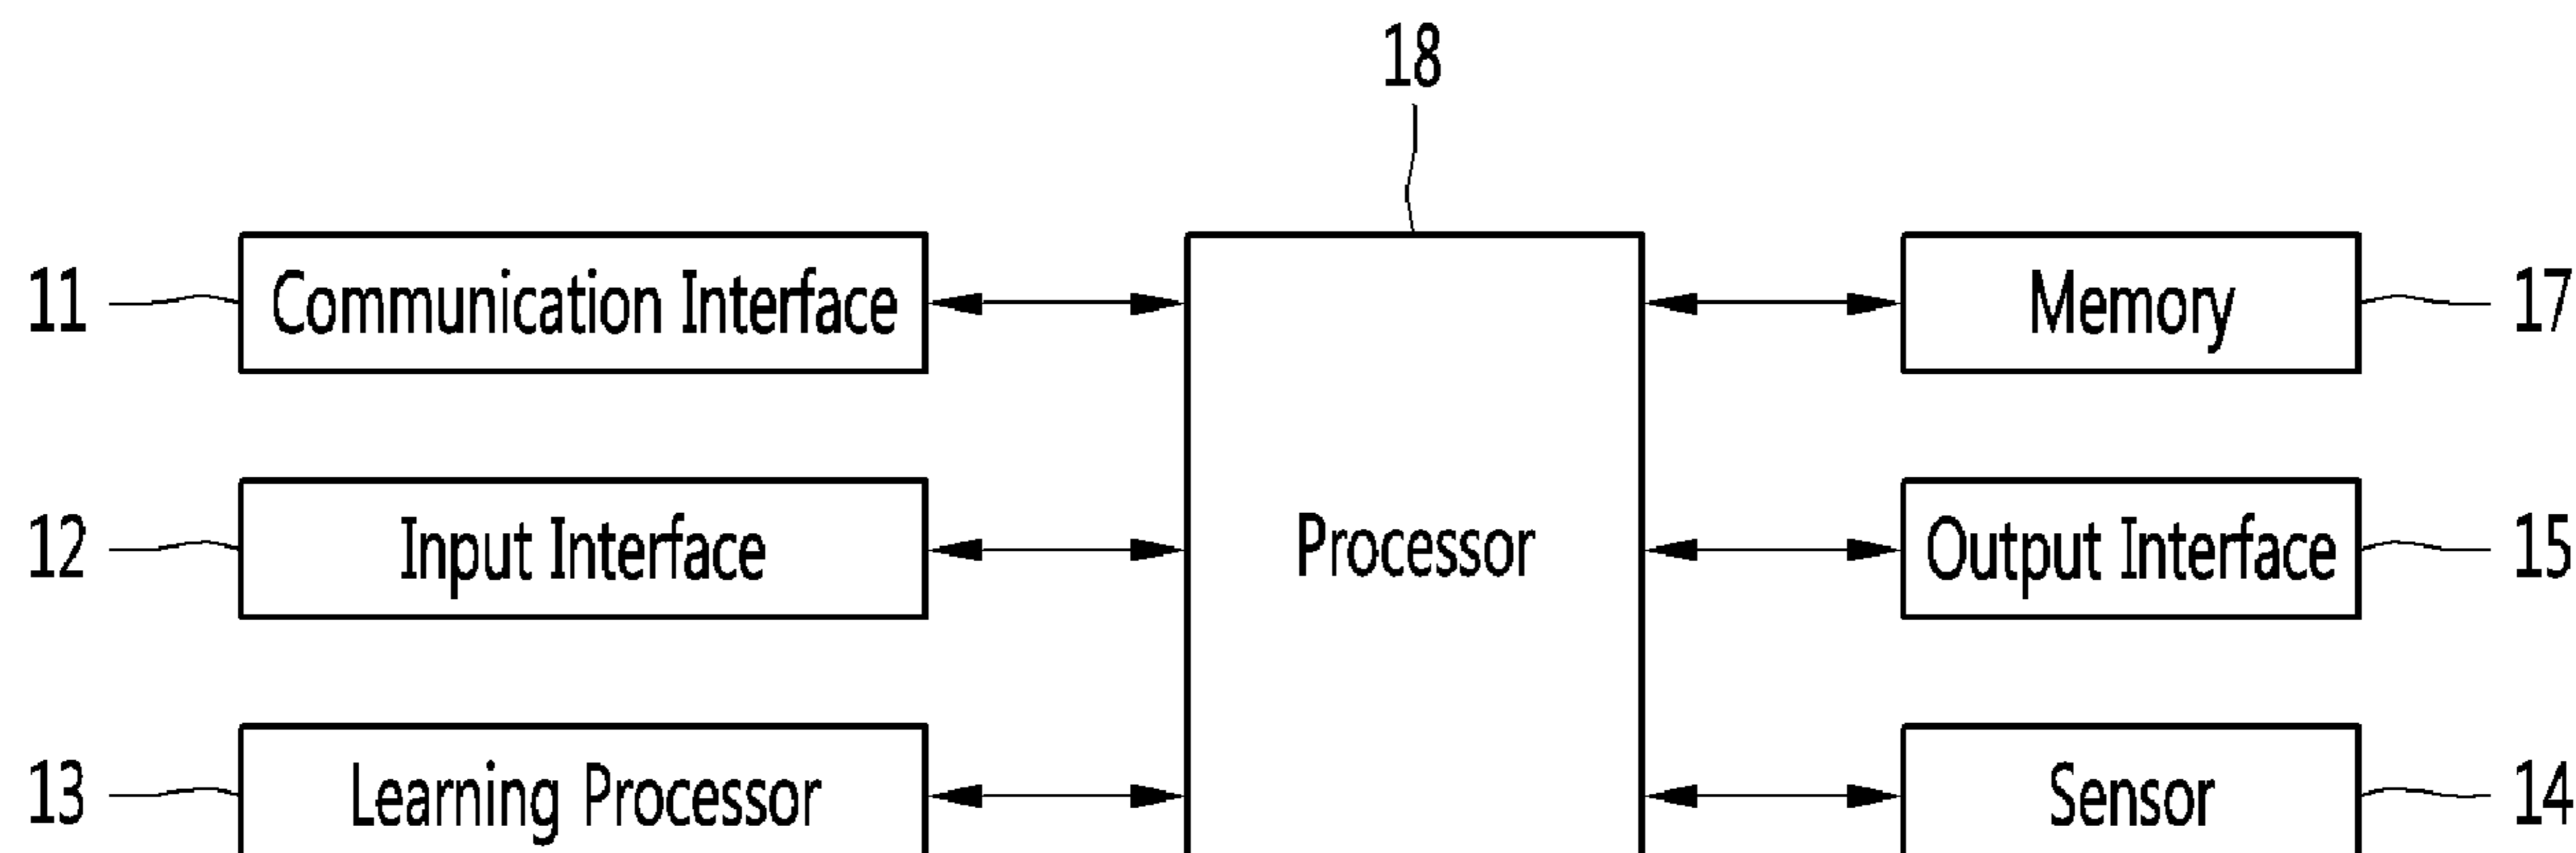 18
11 Communication Interface Memory 17
12 Input Interface Processor Output Interface 15
13 Learning Processor Sensor 14